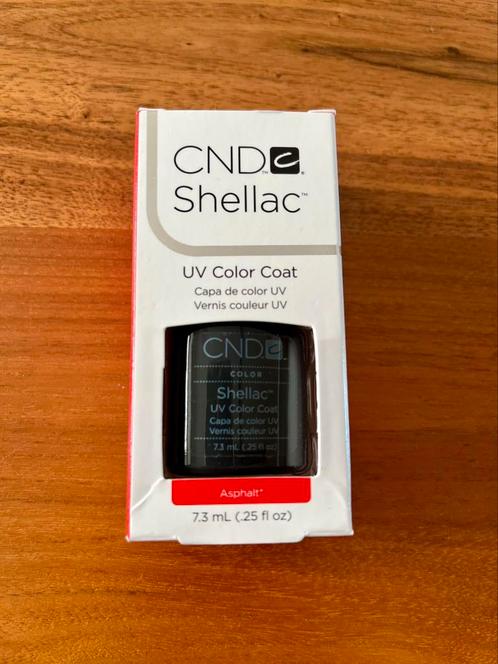 CND™ c®
Shellac™
UV Color Coat
Capa de color UV
Vernis couleur UV
CND c
COLOR
Shellac™
UV Color Coat
Capa de color UV
Vernis couleur UV
7.3 mL (.25 fl oz)
Asphalt*
7.3 mL (.25 fl oz)